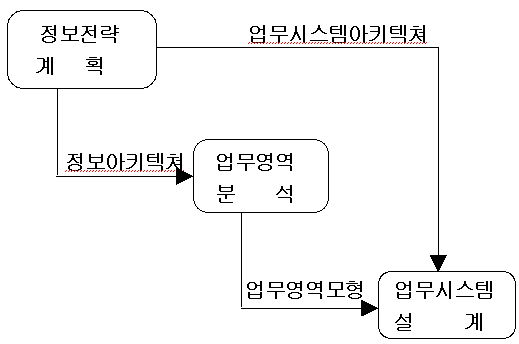 정보전략
계 획
업무시스템아키텍쳐
정보아키텍쳐
업무영역
분 석
업무영역모형
업무시스템
설 계